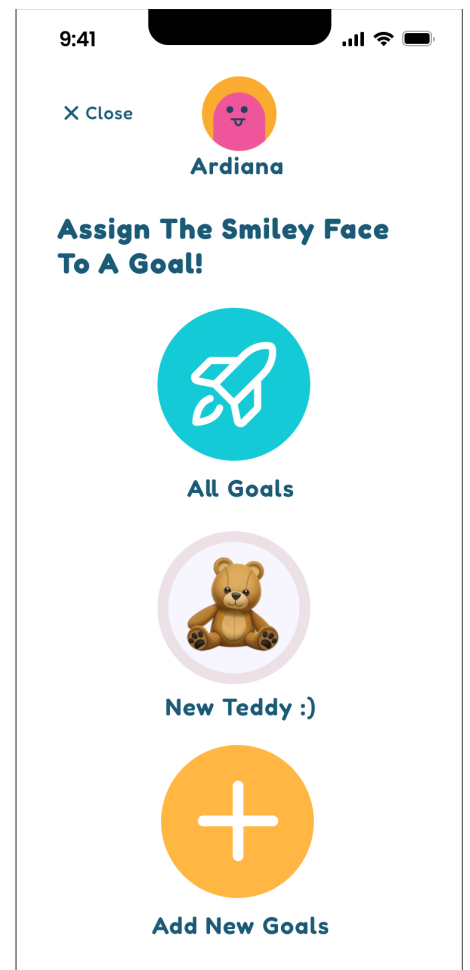 9:41
Close
Ardiana
Assign The Smiley Face
To A Goal!
All Goals
New Teddy :)
Add New Goals